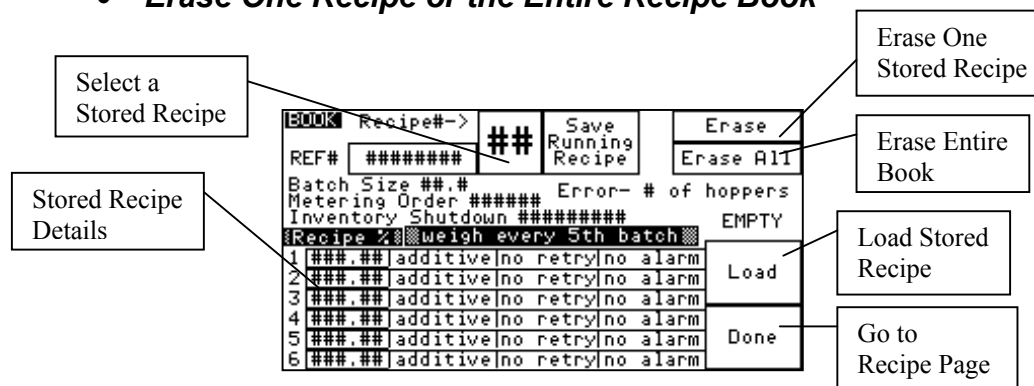 • Erase One Recipe or the Entire Recipe Book
Erase One
Stored Recipe
Select a
Stored Recipe
BOOK Recipe#-> ## Save Running Recipe Erase
REF# ######## Erase All
Erase Entire
Book
Batch Size ##.# Error- # of hoppers
Metering Order ######
Inventory Shutdown ######### EMPTY
Stored Recipe
Details
Recipe % weigh every 5th batch
1 ###.## additive no retry no alarm
2 ###.## additive no retry no alarm
3 ###.## additive no retry no alarm
4 ###.## additive no retry no alarm
5 ###.## additive no retry no alarm
6 ###.## additive no retry no alarm
Load
Done
Load Stored
Recipe
Go to
Recipe Page